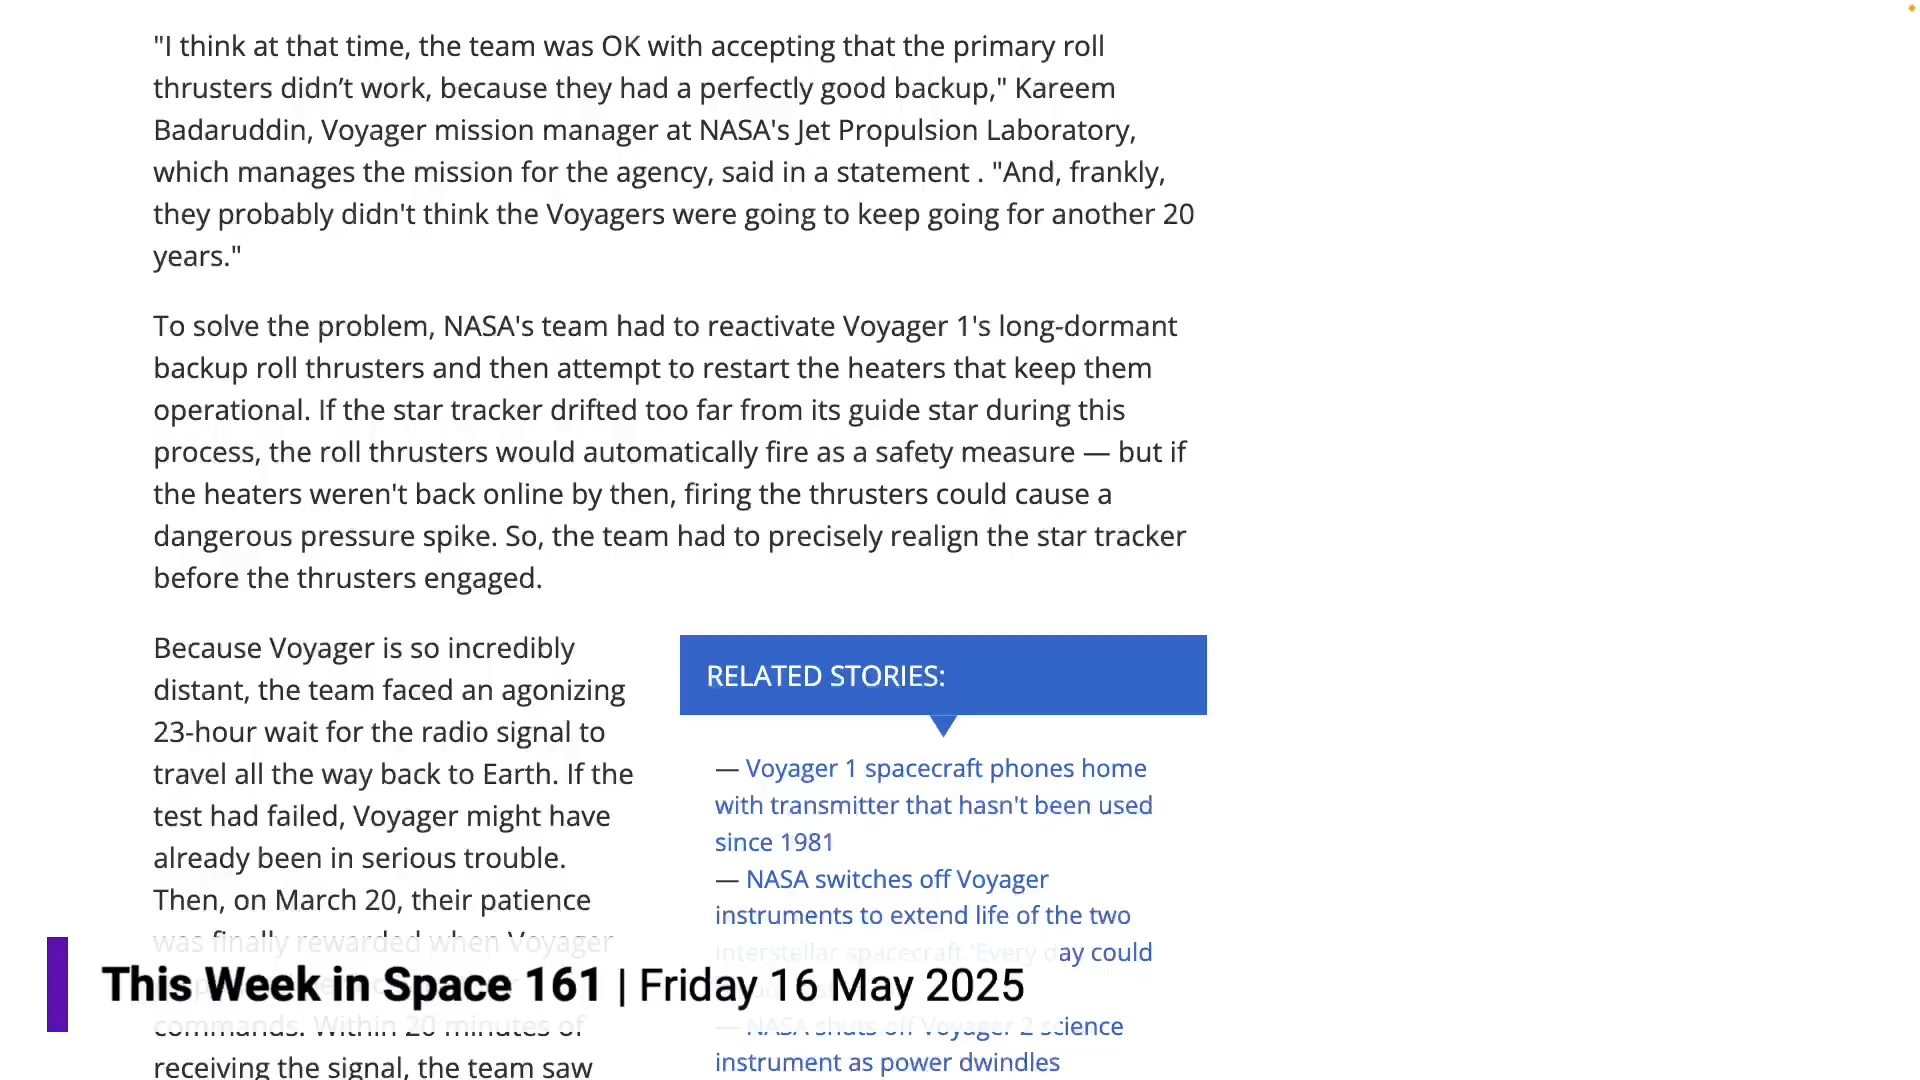 "I think at that time, the team was OK with accepting that the primary roll
thrusters didn’t work, because they had a perfectly good backup," Kareem
Badaruddin, Voyager mission manager at NASA's Jet Propulsion Laboratory,
which manages the mission for the agency, said in a statement . "And, frankly,
they probably didn't think the Voyagers were going to keep going for another 20
years."
To solve the problem, NASA's team had to reactivate Voyager 1's long-dormant
backup roll thrusters and then attempt to restart the heaters that keep them
operational. If the star tracker drifted too far from its guide star during this
process, the roll thrusters would automatically fire as a safety measure — but if
the heaters weren't back online by then, firing the thrusters could cause a
dangerous pressure spike. So, the team had to precisely realign the star tracker
before the thrusters engaged.
Because Voyager is so incredibly
distant, the team faced an agonizing
23-hour wait for the radio signal to
travel all the way back to Earth. If the
test had failed, Voyager might have
already been in serious trouble.
Then, on March 20, their patience
was finally rewarded when Voyager
commands. Within 20 minutes of
receiving the signal, the team saw
RELATED STORIES:
— Voyager 1 spacecraft phones home
with transmitter that hasn't been used
since 1981
— NASA switches off Voyager
instruments to extend life of the two
interstellar spacecraft 'Every day could
— NASA shuts off Voyager 2 science
instrument as power dwindles
This Week in Space 161 | Friday 16 May 2025